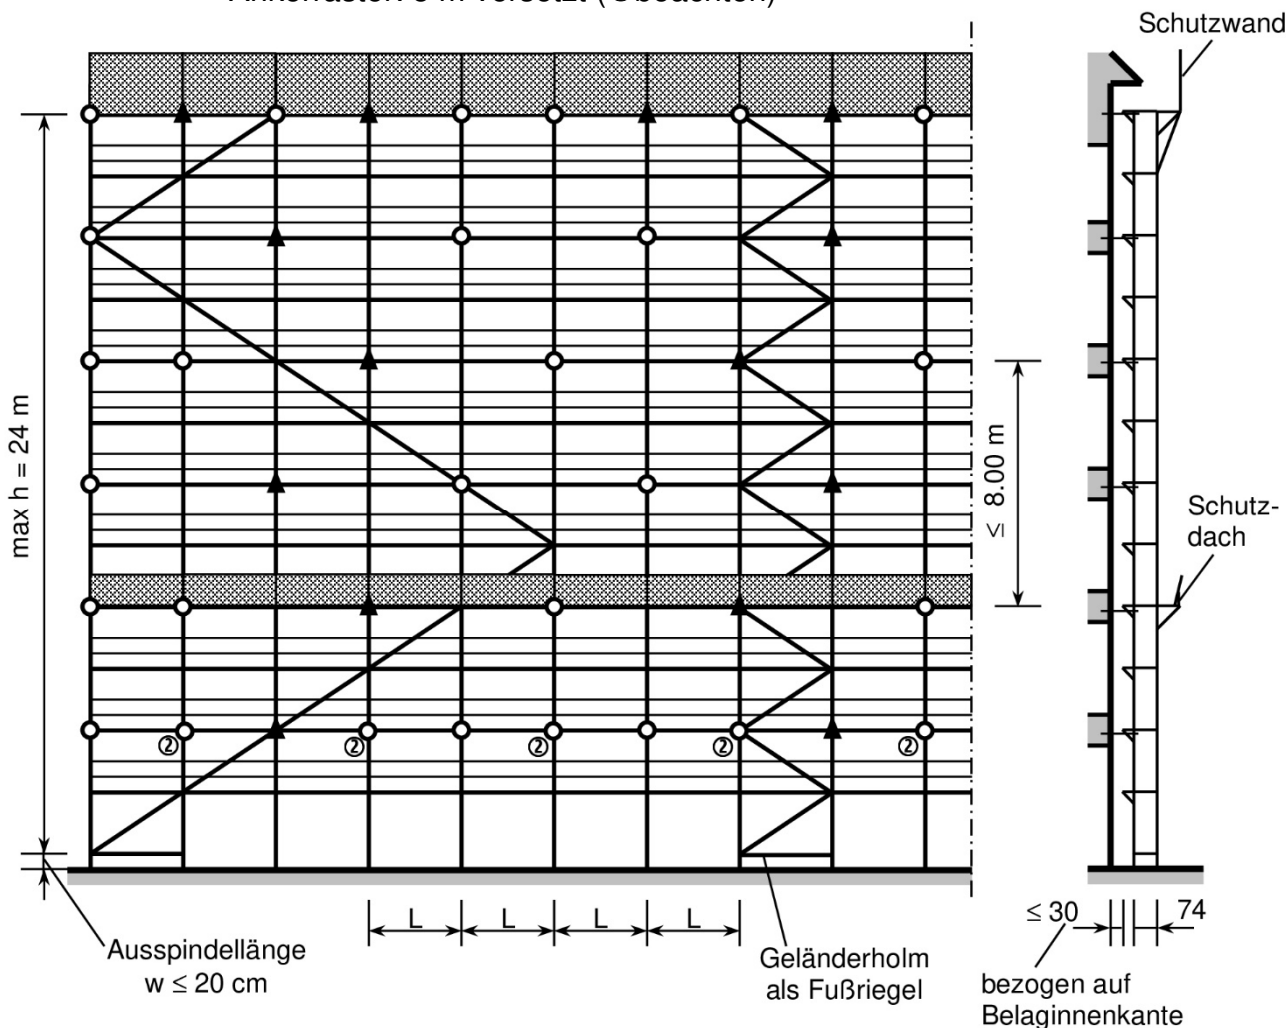 Schutzwand
max h = 24 m
≤ 8.00 m
Schutz-
dach
②
②
②
②
②
L
L
L
L
≤ 30
74
Ausspindellänge
w ≤ 20 cm
Geländerholm
als Fußriegel
bezogen auf
Belaginnenkante